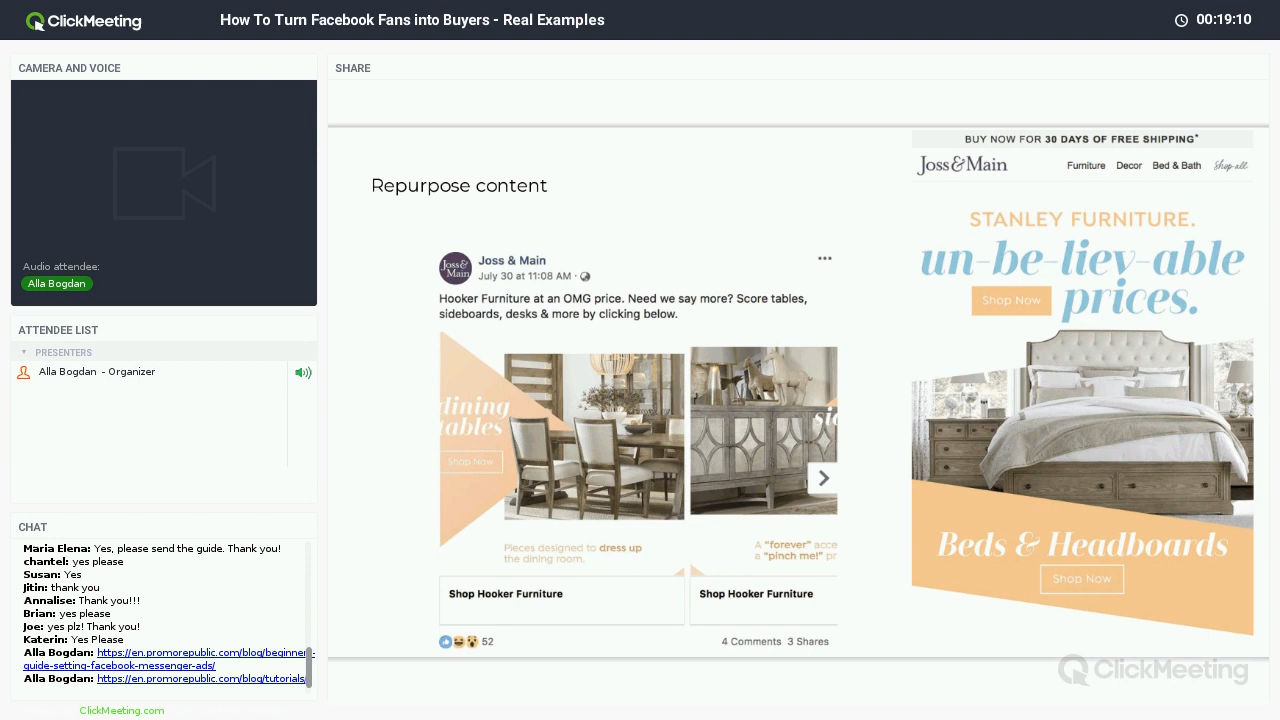 ClickMeeting
How To Turn Facebook Fans into Buyers - Real Examples
00:19:10
CAMERA AND VOICE
Audio attendee:
Alla Bogdan
ATTENDEE LIST
PRESENTERS
Alla Bogdan - Organizer
CHAT
Maria Elena: Yes, please send the guide. Thank you!
chantel: yes please
Susan: Yes
Jitin: thank you
Annalise: Thank you!!!
Brian: yes please
Joe: yes plz! Thank you!
Katerin: Yes Please
Alla Bogdan: https://en.promorepublic.com/blog/beginners-
guide-setting-facebook-messenger-ads/
Alla Bogdan: https://en.promorepublic.com/blog/tutorials/
ClickMeeting.com
SHARE
Repurpose content
Joss & Main
Joss & Main
July 30 at 11:08 AM ·
Hooker Furniture at an OMG price. Need we say more? Score tables,
sideboards, desks & more by clicking below.
dining
tables
Shop Now
Pieces designed to dress up
the dining room.
Shop Hooker Furniture
si
A "forever" acce
a "pinch me!" pr
Shop Hooker Furniture
52
4 Comments 3 Shares
BUY NOW FOR 30 DAYS OF FREE SHIPPING*
Joss&Main
Furniture Decor Bed & Bath Shop all
STANLEY FURNITURE.
un-be-liev-able
Shop Now
prices.
Beds & Headboards
Shop Now
ClickMeeting